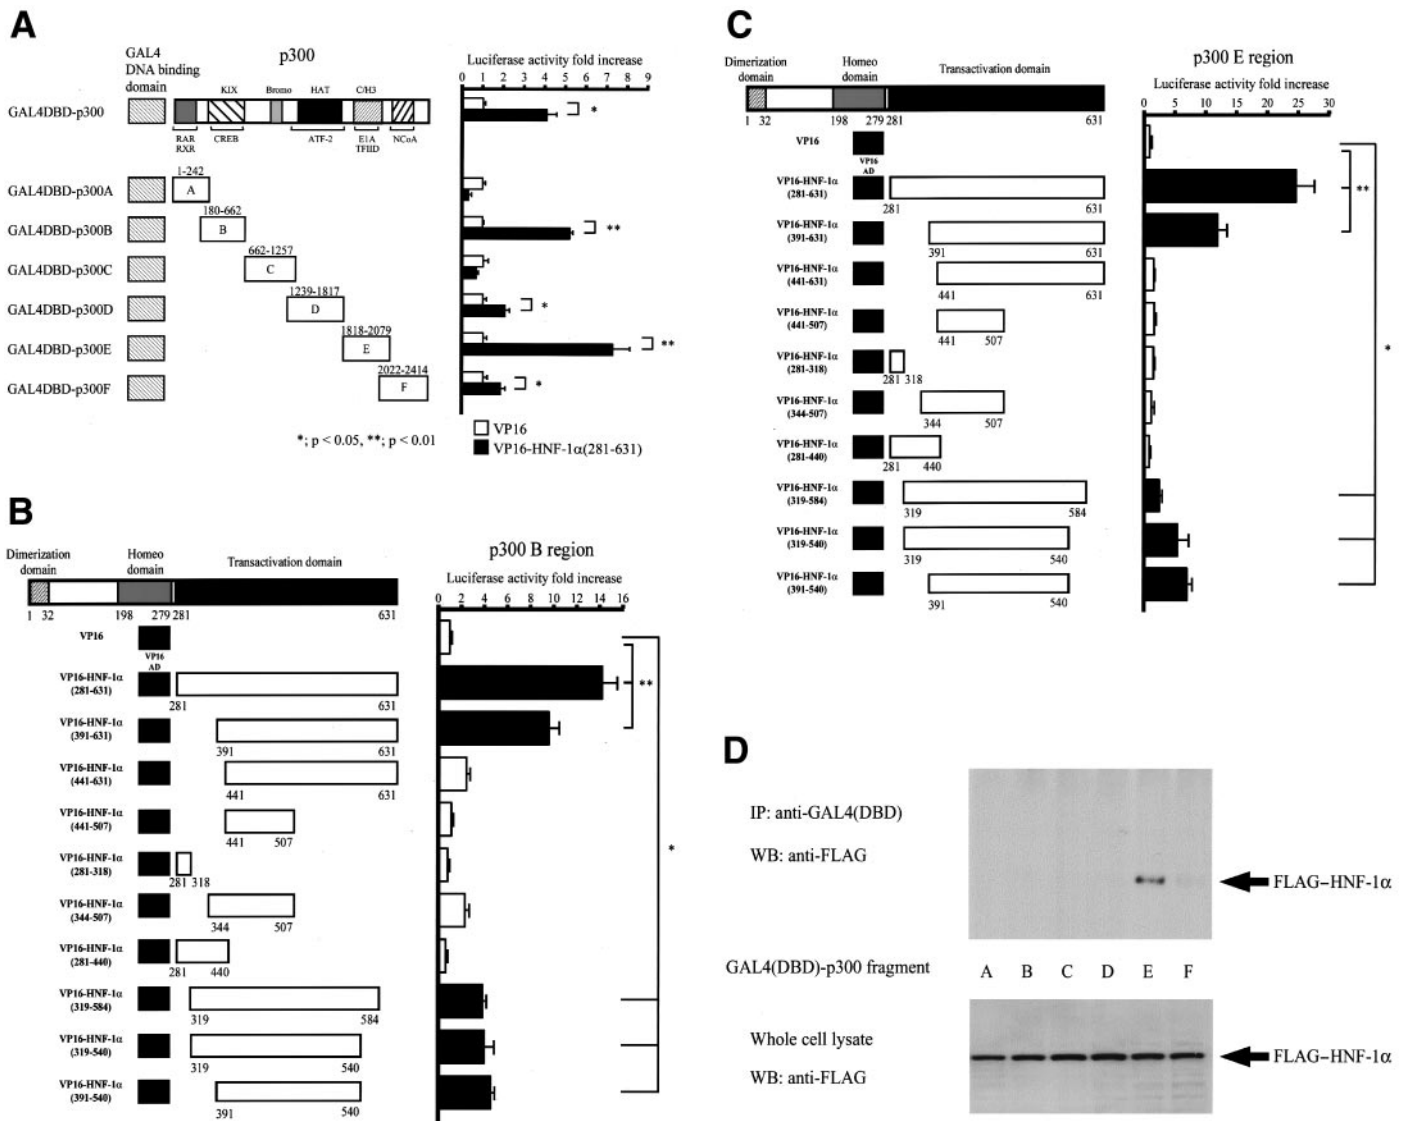 A
GAL4
DNA binding
domain
p300
Luciferase activity fold increase
0 1 2 3 4 5 6 7 8 9
KIX Bromo HAT C/H3
GAL4DBD-p300
*
RAR
RXR
CREB
ATF-2
E1A
TFIID
NCoA
1-242
GAL4DBD-p300A
A
180-662
GAL4DBD-p300B
B
**
662-1257
GAL4DBD-p300C
C
1239-1817
GAL4DBD-p300D
D
*
1818-2079
GAL4DBD-p300E
E
**
2022-2414
GAL4DBD-p300F
F
*
VP16
*; p < 0.05, **; p < 0.01
VP16-HNF-1α(281-631)
B
p300 B region
Dimerization
domain
Homeo
domain
Transactivation domain
Luciferase activity fold increase
0 2 4 6 8 10 12 14 16
1 32 198 279 281 631
VP16
VP16
AD
VP16-HNF-1α
(281-631)
281 631
**
VP16-HNF-1α
(391-631)
391 631
VP16-HNF-1α
(441-631)
441 631
VP16-HNF-1α
(441-507)
441 507
*
VP16-HNF-1α
(281-318)
281 318
VP16-HNF-1α
(344-507)
344 507
VP16-HNF-1α
(281-440)
281 440
VP16-HNF-1α
(319-584)
319 584
VP16-HNF-1α
(319-540)
319 540
VP16-HNF-1α
(391-540)
391 540
C
p300 E region
Dimerization
domain
Homeo
domain
Transactivation domain
Luciferase activity fold increase
0 5 10 15 20 25 30
1 32 198 279 281 631
VP16
VP16
AD
VP16-HNF-1α
(281-631)
281 631
**
VP16-HNF-1α
(391-631)
391 631
VP16-HNF-1α
(441-631)
441 631
VP16-HNF-1α
(441-507)
441 507
*
VP16-HNF-1α
(281-318)
281 318
VP16-HNF-1α
(344-507)
344 507
VP16-HNF-1α
(281-440)
281 440
VP16-HNF-1α
(319-584)
319 584
VP16-HNF-1α
(319-540)
319 540
VP16-HNF-1α
(391-540)
391 540
D
IP: anti-GAL4(DBD)
WB: anti-FLAG
FLAG–HNF-1α
GAL4(DBD)-p300 fragment A B C D E F
Whole cell lysate
WB: anti-FLAG
FLAG–HNF-1α